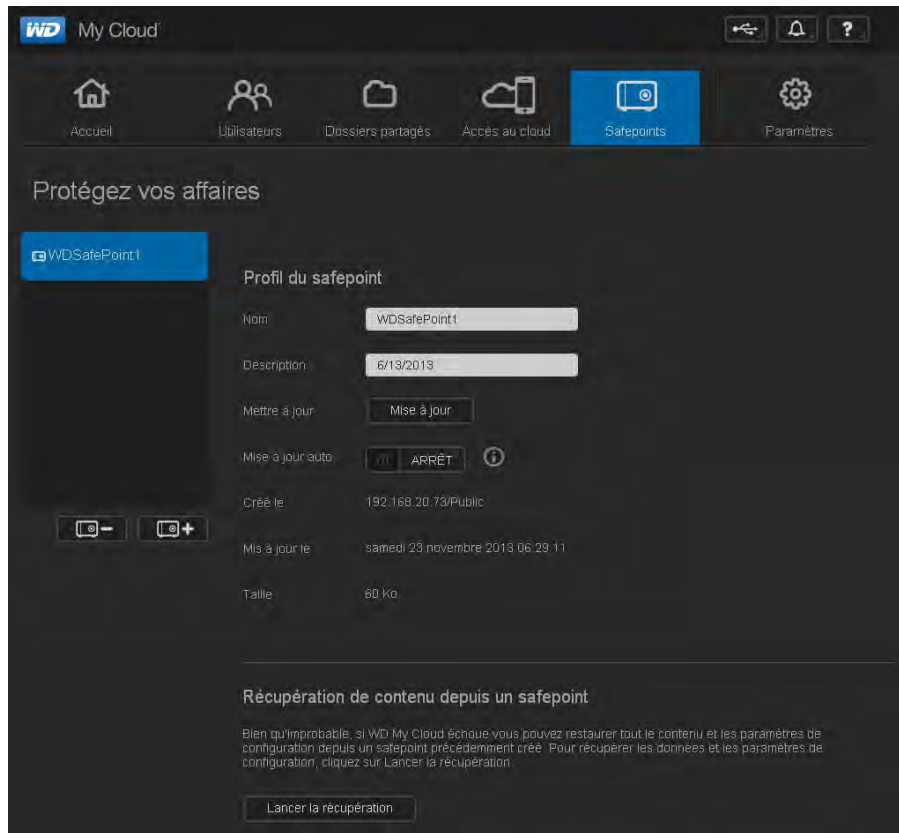 WD My Cloud
?
Accueil
Utilisateurs
Dossiers partagés
Accès au cloud
Safepoints
Paramètres
Protégez vos affaires
WDSafePoint1
Profil du safepoint
Nom
WDSafePoint1
Description
6/13/2013
Mettre à jour
Mise à jour
Mise à jour auto
ARRÊT
Créé le
192.168.20.73/Public
Mis à jour le
samedi 23 novembre 2013 06:29 11
Taille
60 Ko
Récupération de contenu depuis un safepoint
Bien qu'improbable, si WD My Cloud échoue vous pouvez restaurer tout le contenu et les paramètres de
configuration depuis un safepoint précédemment créé. Pour récupérer les données et les paramètres de
configuration, cliquez sur Lancer la récupération
Lancer la récupération